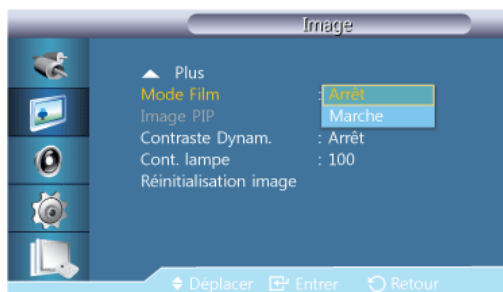 Image
Plus
Mode Film : Arrêt
Marche
Image PIP
Contraste Dynam. : Arrêt
Cont. lampe : 100
Réinitialisation image
Déplacer Entrer Retour